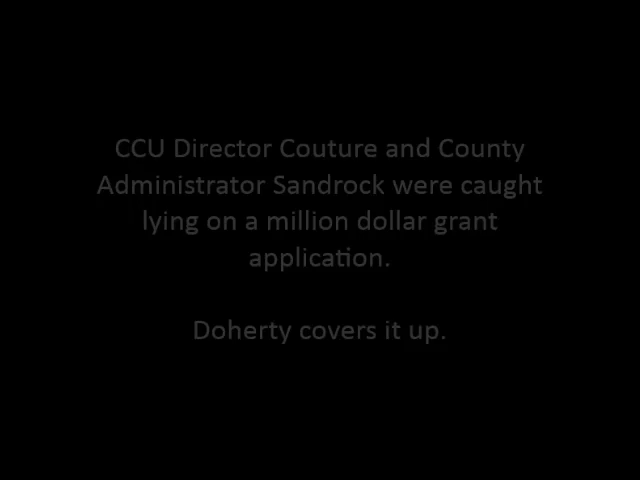 CCU Director Couture and County
Administrator Sandrock were caught
lying on a million dollar grant
application.
Doherty covers it up.